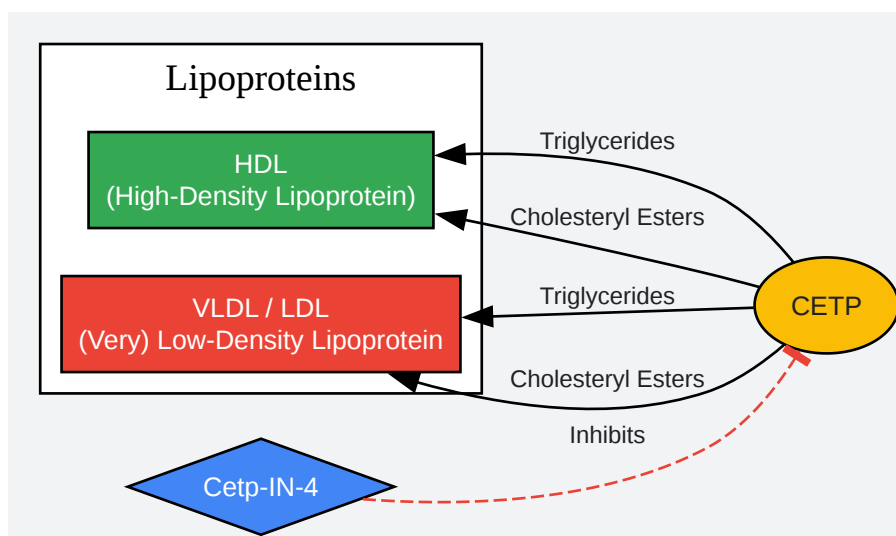 Lipoproteins
HDL
(High-Density Lipoprotein)
VLDL / LDL
(Very) Low-Density Lipoprotein
Triglycerides
Cholesteryl Esters
Triglycerides
Cholesteryl Esters
Inhibits
CETP
Cetp-IN-4